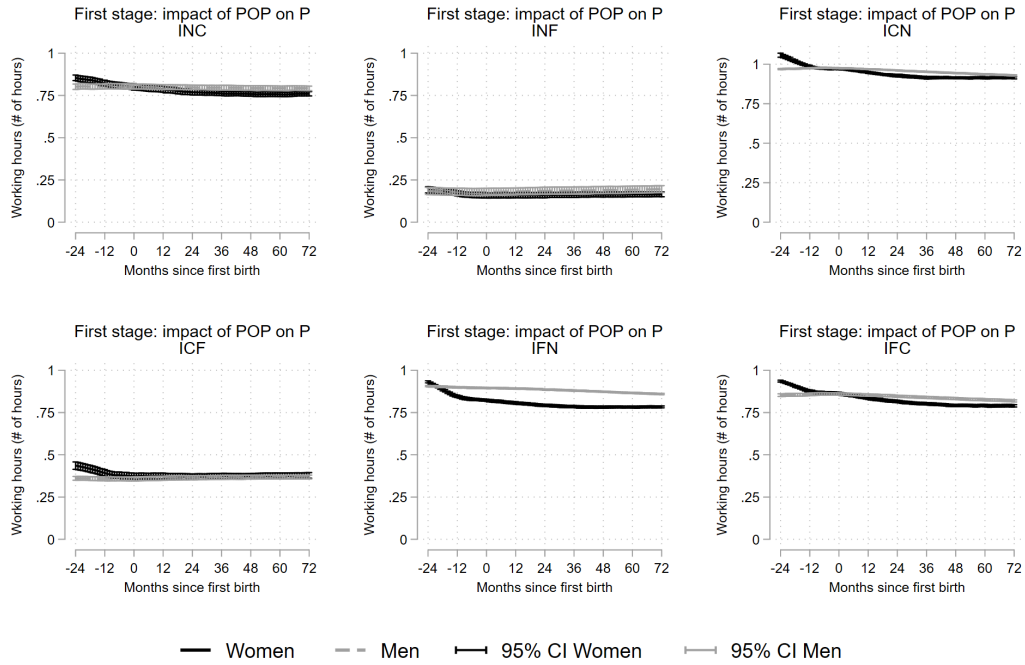 First stage: impact of POP on P
INC
Working hours (# of hours)
1
.75
.5
.25
0
-24 -12 0 12 24 36 48 60 72
Months since first birth
First stage: impact of POP on P
INF
Working hours (# of hours)
1
.75
.5
.25
0
-24 -12 0 12 24 36 48 60 72
Months since first birth
First stage: impact of POP on P
ICN
Working hours (# of hours)
1
.75
.5
.25
0
-24 -12 0 12 24 36 48 60 72
Months since first birth
First stage: impact of POP on P
ICF
Working hours (# of hours)
1
.75
.5
.25
0
-24 -12 0 12 24 36 48 60 72
Months since first birth
First stage: impact of POP on P
IFN
Working hours (# of hours)
1
.75
.5
.25
0
-24 -12 0 12 24 36 48 60 72
Months since first birth
First stage: impact of POP on P
IFC
Working hours (# of hours)
1
.75
.5
.25
0
-24 -12 0 12 24 36 48 60 72
Months since first birth
Women Men 95% CI Women 95% CI Men